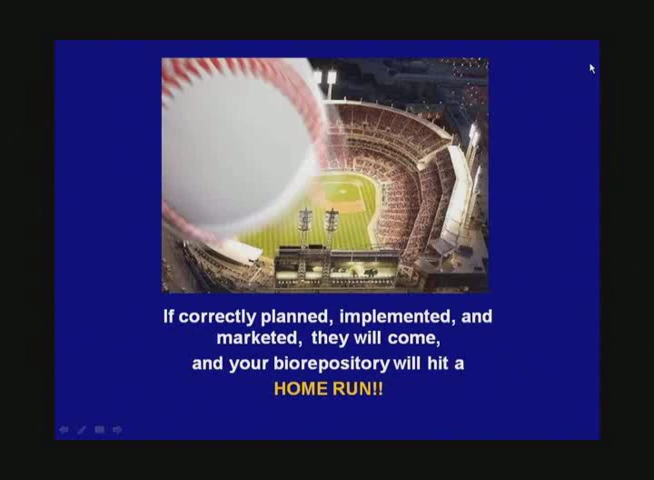 If correctly planned, implemented, and
marketed, they will come,
and your biorepository will hit a
HOME RUN!!